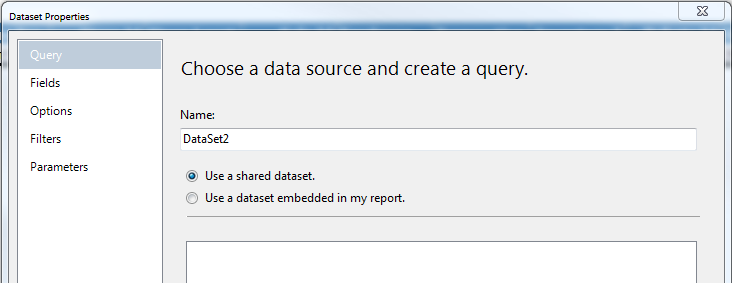 Dataset Properties
Query
Fields
Options
Filters
Parameters
Choose a data source and create a query.
Name:
DataSet2
Use a shared dataset.
Use a dataset embedded in my report.